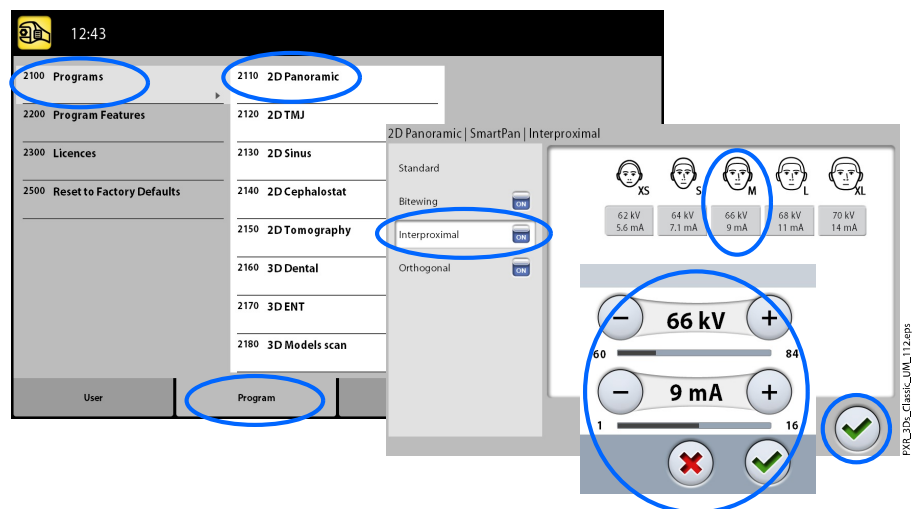 12:43
2100 Programs
2200 Program Features
2300 Licences
2500 Reset to Factory Defaults
2110 2D Panoramic
2120 2D TMJ
2130 2D Sinus
2140 2D Cephalostat
2150 2D Tomography
2160 3D Dental
2170 3D ENT
2180 3D Models scan
User
Program
2D Panoramic | SmartPan | Interproximal
Standard
Bitewing ON
Interproximal ON
Orthogonal ON
XS S M L XL
62 kV 64 kV 66 kV 68 kV 70 kV
5.6 mA 7.1 mA 9 mA 11 mA 14 mA
− 66 kV +
60 84
− 9 mA +
1 16
PXR_3Ds_Classic_UM_112.eps